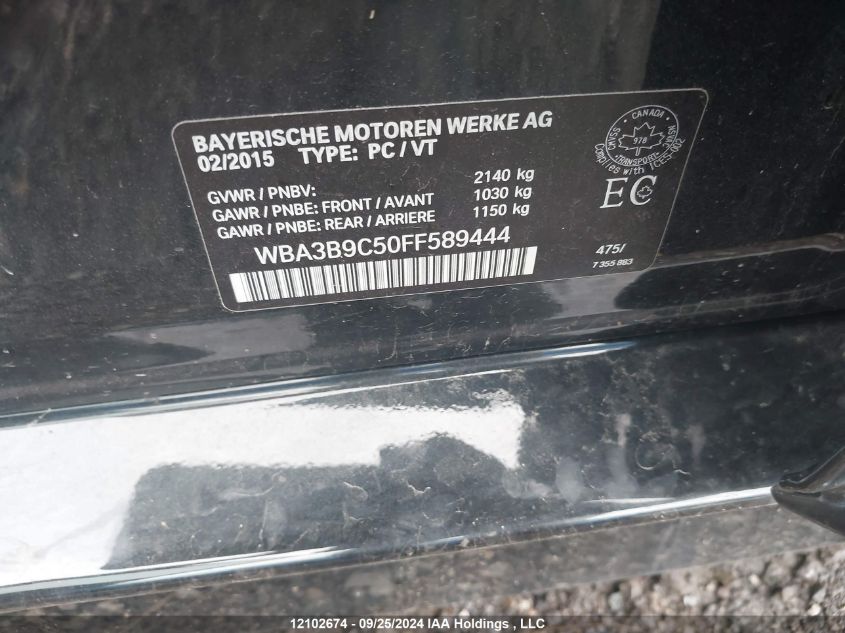 BAYERISCHE MOTOREN WERKE AG
02/2015 TYPE: PC / VT
GVWR / PNBV: 2140 kg
GAWR / PNBE: FRONT / AVANT 1030 kg
GAWR / PNBE: REAR / ARRIERE 1150 kg
WBA3B9C50FF589444
475/
7 355 883
CANADA
978
TRANSPORT
EC
12102674 - 09/25/2024 IAA Holdings, LLC